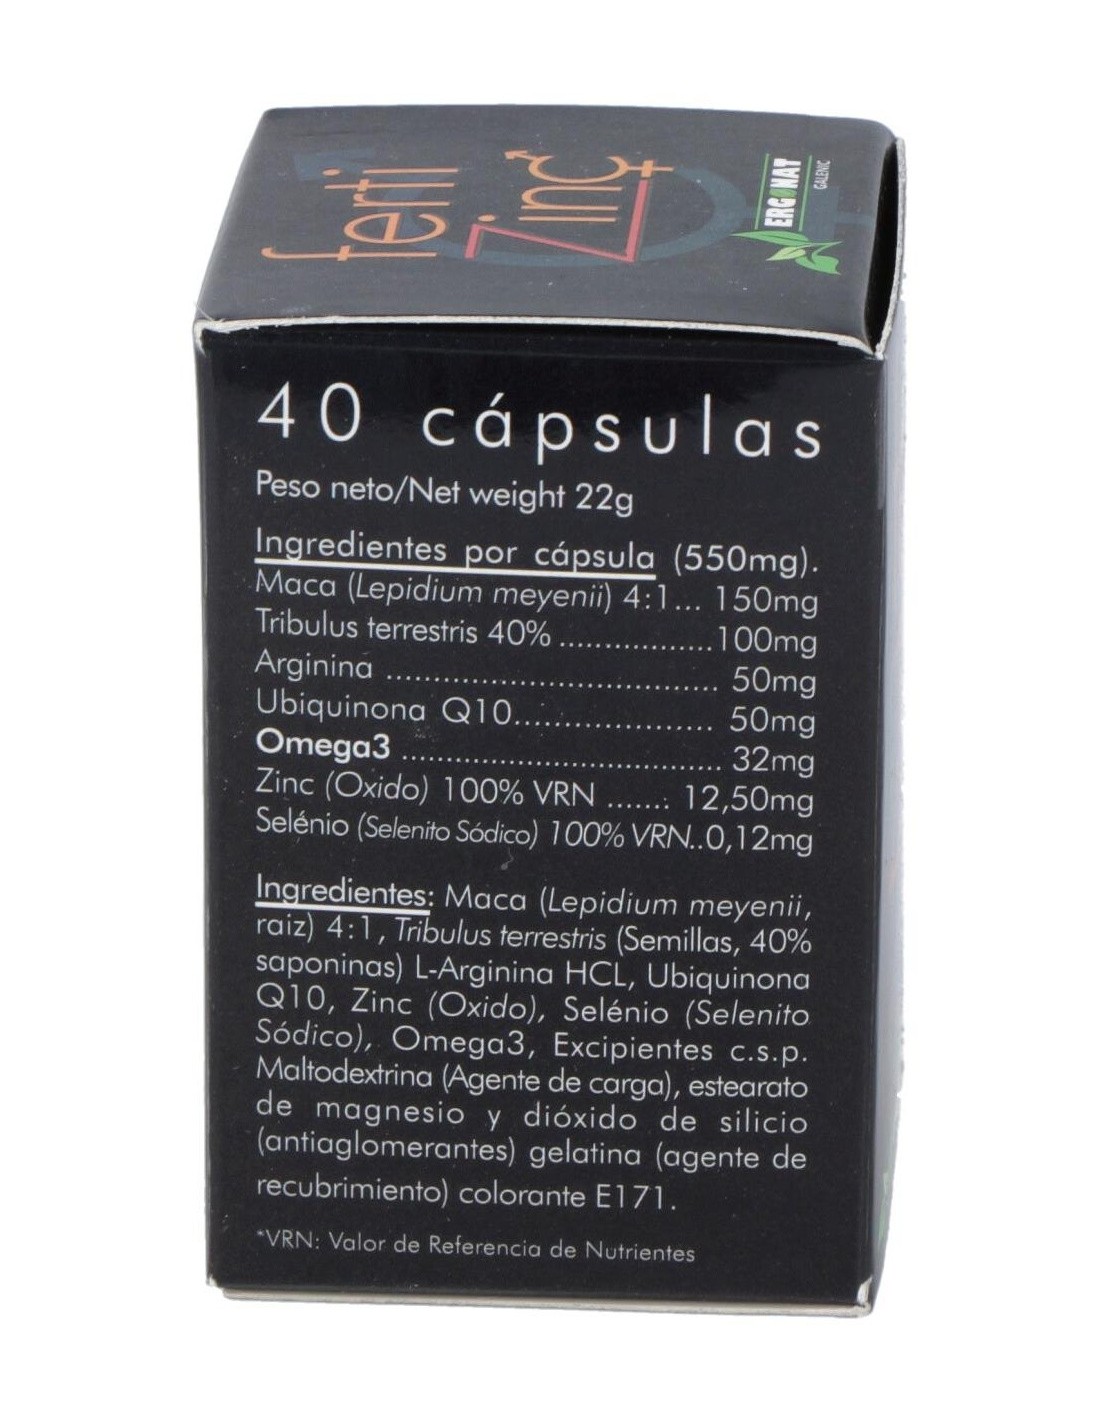 ferti
Zinc
ERGONAT
GALENIC
40 cápsulas
Peso neto/Net weight 22g
Ingredientes por cápsula (550mg).
Maca (Lepidium meyenii) 4:1... 150mg
Tribulus terrestris 40% ................100mg
Arginina .................................. 50mg
Ubiquinona Q10..................... 50mg
Omega3 ................................. 32mg
Zinc (Oxido) 100% VRN ...... 12,50mg
Selénio (Selenito Sódico) 100% VRN..0,12mg
Ingredientes: Maca (Lepidium meyenii,
raiz) 4:1, Tribulus terrestris (Semillas, 40%
saponinas) L-Arginina HCL, Ubiquinona
Q10, Zinc (Oxido), Selénio (Selenito
Sódico), Omega3, Excipientes c.s.p.
Maltodextrina (Agente de carga), estearato
de magnesio y dióxido de silicio
(antiaglomerantes) gelatina (agente de
recubrimiento) colorante E171.
*VRN: Valor de Referencia de Nutrientes